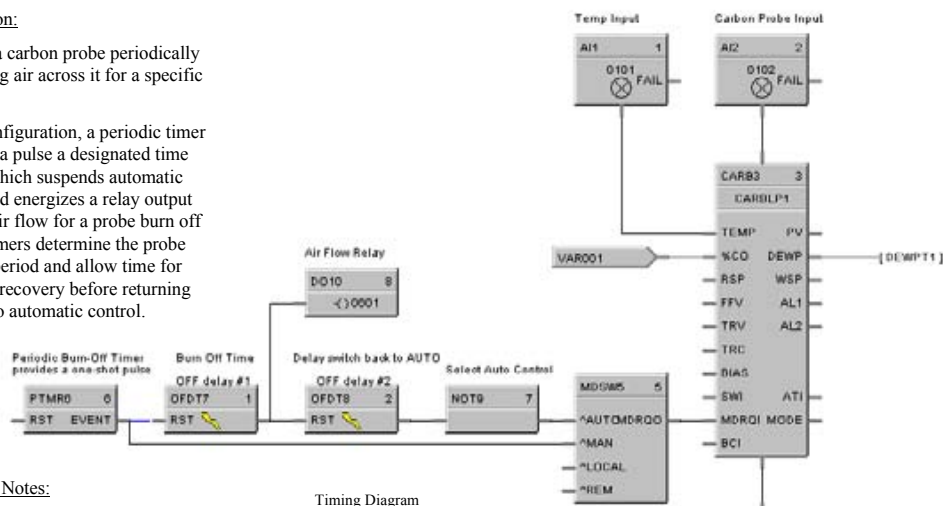 on:
a carbon probe periodically
g air across it for a specific
nfiguration, a periodic timer
a pulse a designated time
which suspends automatic
d energizes a relay output
ir flow for a probe burn off
mers determine the probe
period and allow time for
recovery before returning
o automatic control.
Temp Input
Carbon Probe Input
AI1 1
0101 FAIL
AI2 2
0102 FAIL
CARB3 3
CARBLP1
TEMP PV
%CO DEWP
RSP WSP
FFV AL1
TRV AL2
TRC
BIAS
SWI ATI
MDRQI MODE
BCI
VAR001
[DEWPT1]
Air Flow Relay
DO10 8
-()0001
Periodic Burn-Off Timer
provides a one-shot pulse
PTMR6 6
RST EVENT
Burn Off Time
OFF delay #1
OFDT7 1
RST
Delay switch back to AUTO
OFF delay #2
OFDT8 2
RST
Select Auto Control
NOT9 7
MDSW5 5
^AUTOMDRQO
^MAN
^LOCAL
^REM
Notes:
Timing Diagram